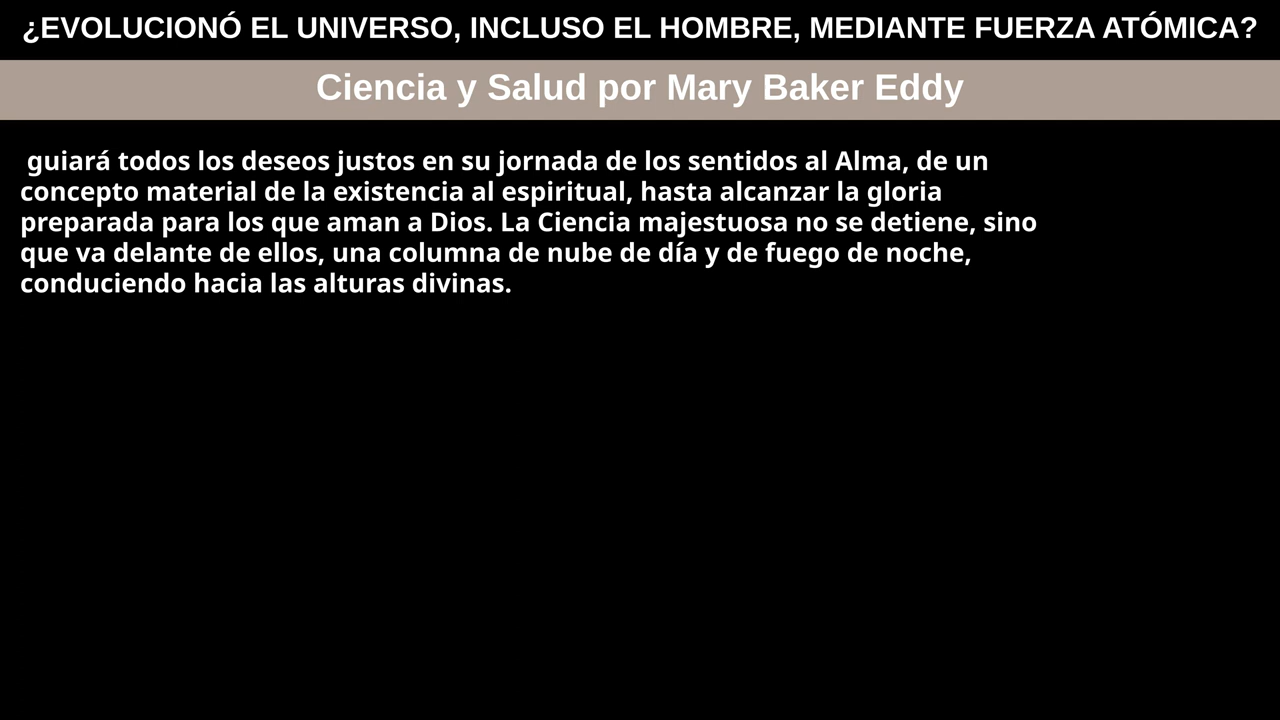 ¿EVOLUCIONÓ EL UNIVERSO, INCLUSO EL HOMBRE, MEDIANTE FUERZA ATÓMICA?
Ciencia y Salud por Mary Baker Eddy
guiará todos los deseos justos en su jornada de los sentidos al Alma, de un
concepto material de la existencia al espiritual, hasta alcanzar la gloria
preparada para los que aman a Dios. La Ciencia majestuosa no se detiene, sino
que va delante de ellos, una columna de nube de día y de fuego de noche,
conduciendo hacia las alturas divinas.